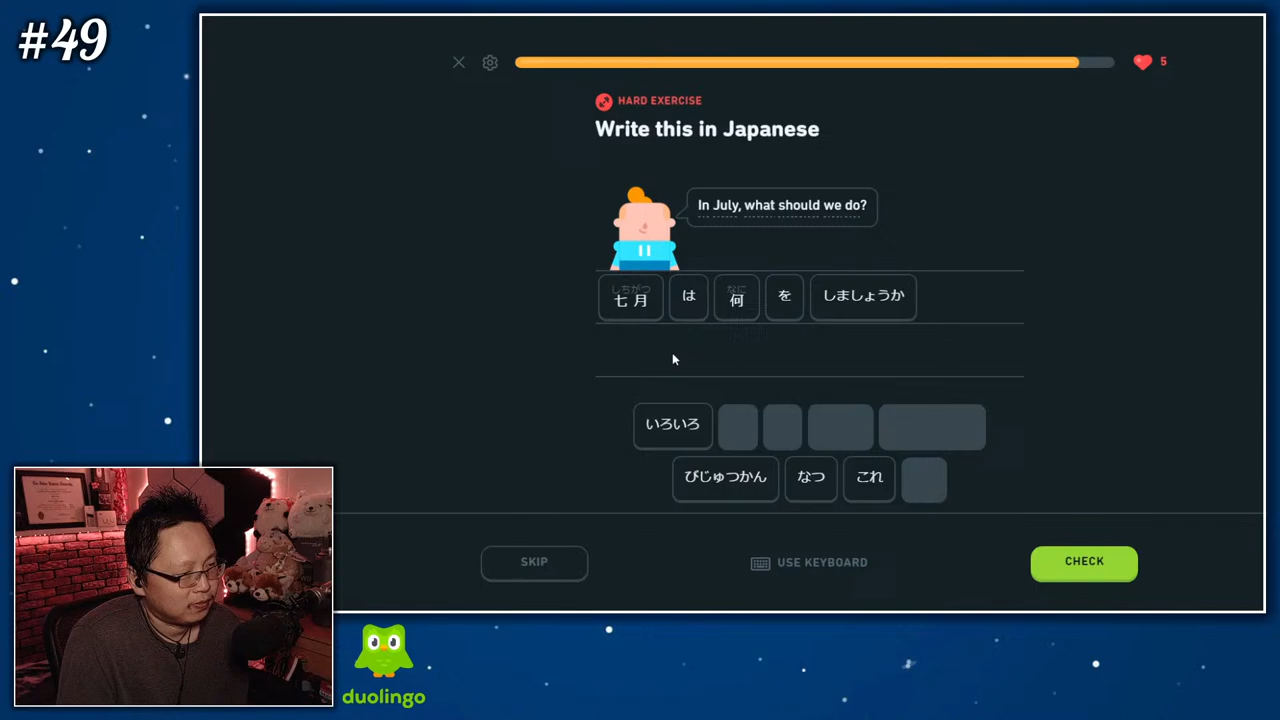 #49
5
HARD EXERCISE
Write this in Japanese
In July, what should we do?
しちがつ なに
七月 は 何 を しましょうか
いろいろ
びじゅつかん なつ これ
SKIP USE KEYBOARD CHECK
duolingo